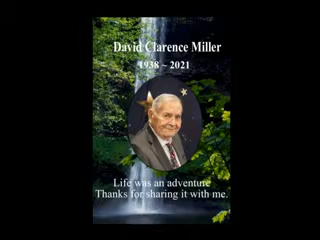 David Clarence Miller
1938 ~ 2021
Life was an adventure
Thanks for sharing it with me.